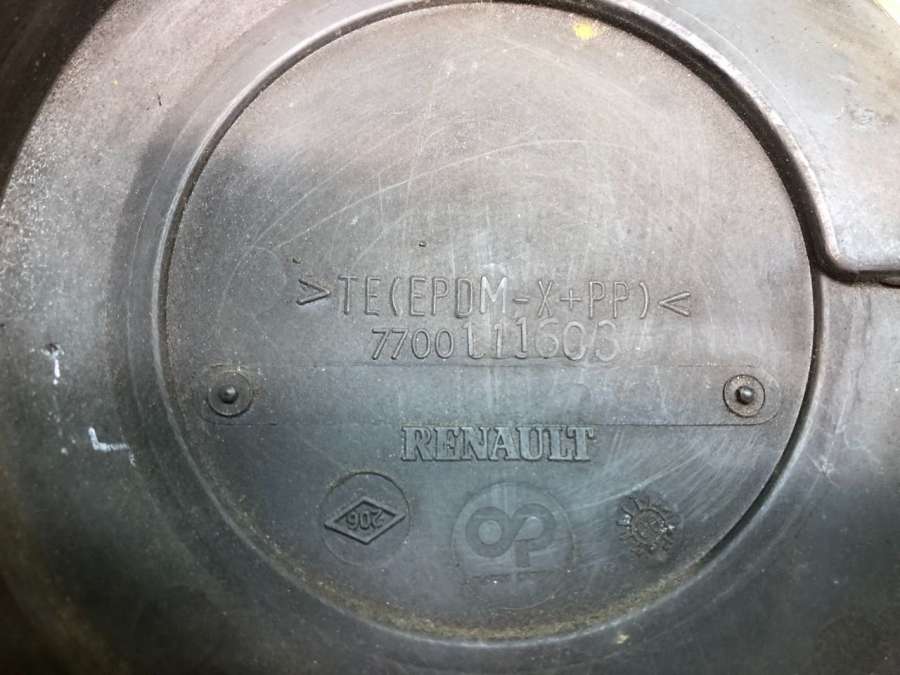 >TE(EPDM-X+PP)<
7700111603
RENAULT
206